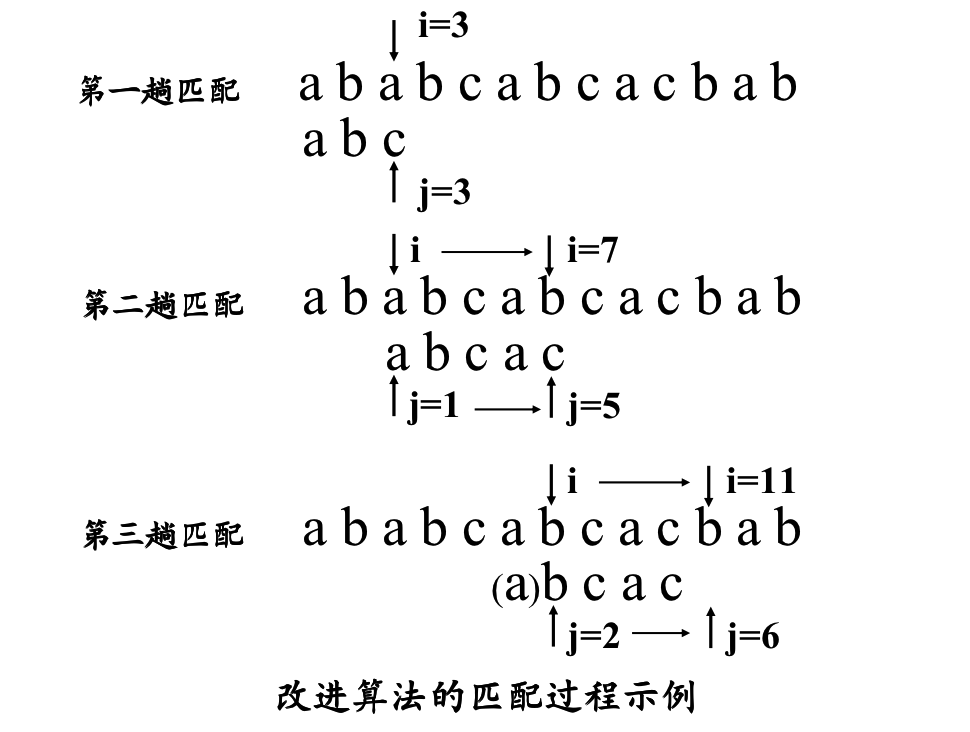 i=3
第一趟匹配 a b a b c a b c a c b a b
a b c
j=3
i i=7
第二趟匹配 a b a b c a b c a c b a b
a b c a c
j=1 j=5
i i=11
第三趟匹配 a b a b c a b c a c b a b
(a)b c a c
j=2 j=6
改进算法的匹配过程示例